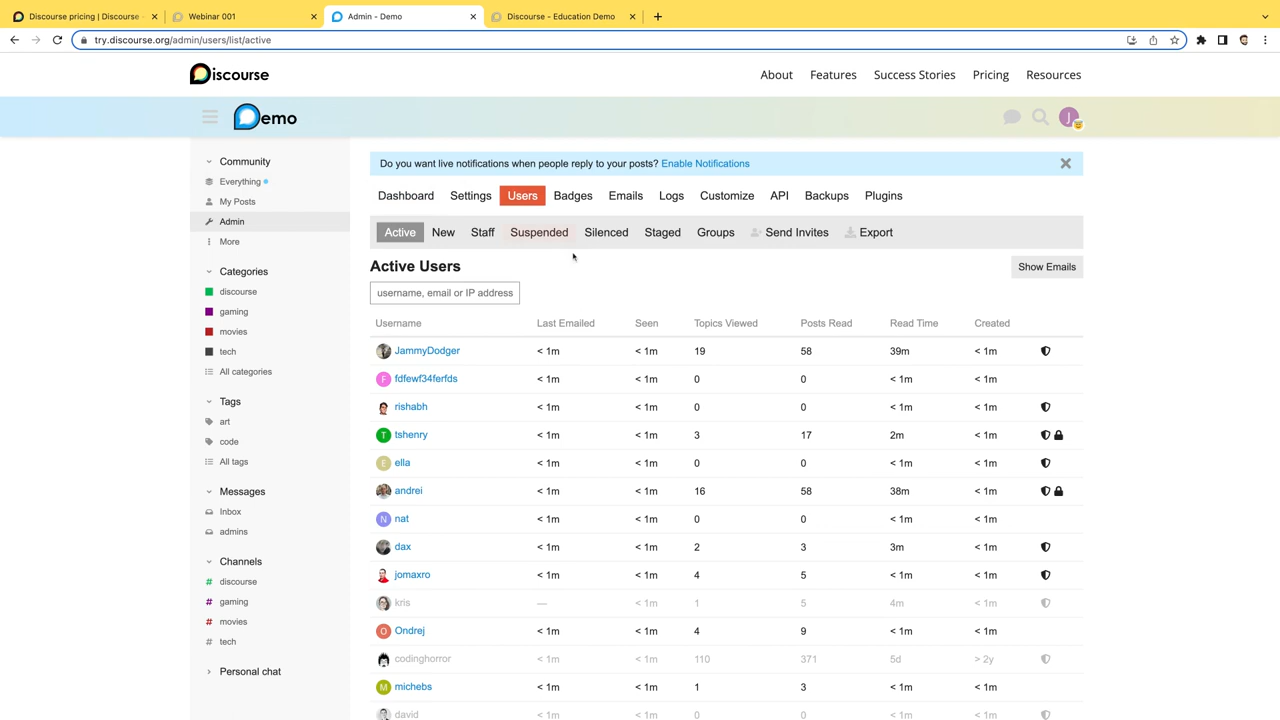 Discourse pricing | Discourse -
Webinar 001
Admin - Demo
Discourse - Education Demo
try.discourse.org/admin/users/list/active
Discourse
About Features Success Stories Pricing Resources
Demo
J
Community
Everything
My Posts
Admin
More
Categories
discourse
gaming
movies
tech
All categories
Tags
art
code
All tags
Messages
Inbox
admins
Channels
# discourse
# gaming
# movies
# tech
Personal chat
Do you want live notifications when people reply to your posts? Enable Notifications
Dashboard Settings Users Badges Emails Logs Customize API Backups Plugins
Active New Staff Suspended Silenced Staged Groups Send Invites Export
Active Users
Show Emails
username, email or IP address
Username Last Emailed Seen Topics Viewed Posts Read Read Time Created
JammyDodger < 1m < 1m 19 58 39m < 1m
F fdfewf34ferfds < 1m < 1m 0 0 < 1m < 1m
rishabh < 1m < 1m 0 0 < 1m < 1m
T tshenry < 1m < 1m 3 17 2m < 1m
E ella < 1m < 1m 0 0 < 1m < 1m
andrei < 1m < 1m 16 58 38m < 1m
N nat < 1m < 1m 0 0 < 1m < 1m
dax < 1m < 1m 2 3 3m < 1m
jomaxro < 1m < 1m 4 5 < 1m < 1m
kris — < 1m 1 5 4m < 1m
O Ondrej < 1m < 1m 4 9 < 1m < 1m
codinghorror < 1m < 1m 110 371 5d > 2y
M michebs < 1m < 1m 1 3 < 1m < 1m
david < 1m < 1m 0 0 < 1m < 1m